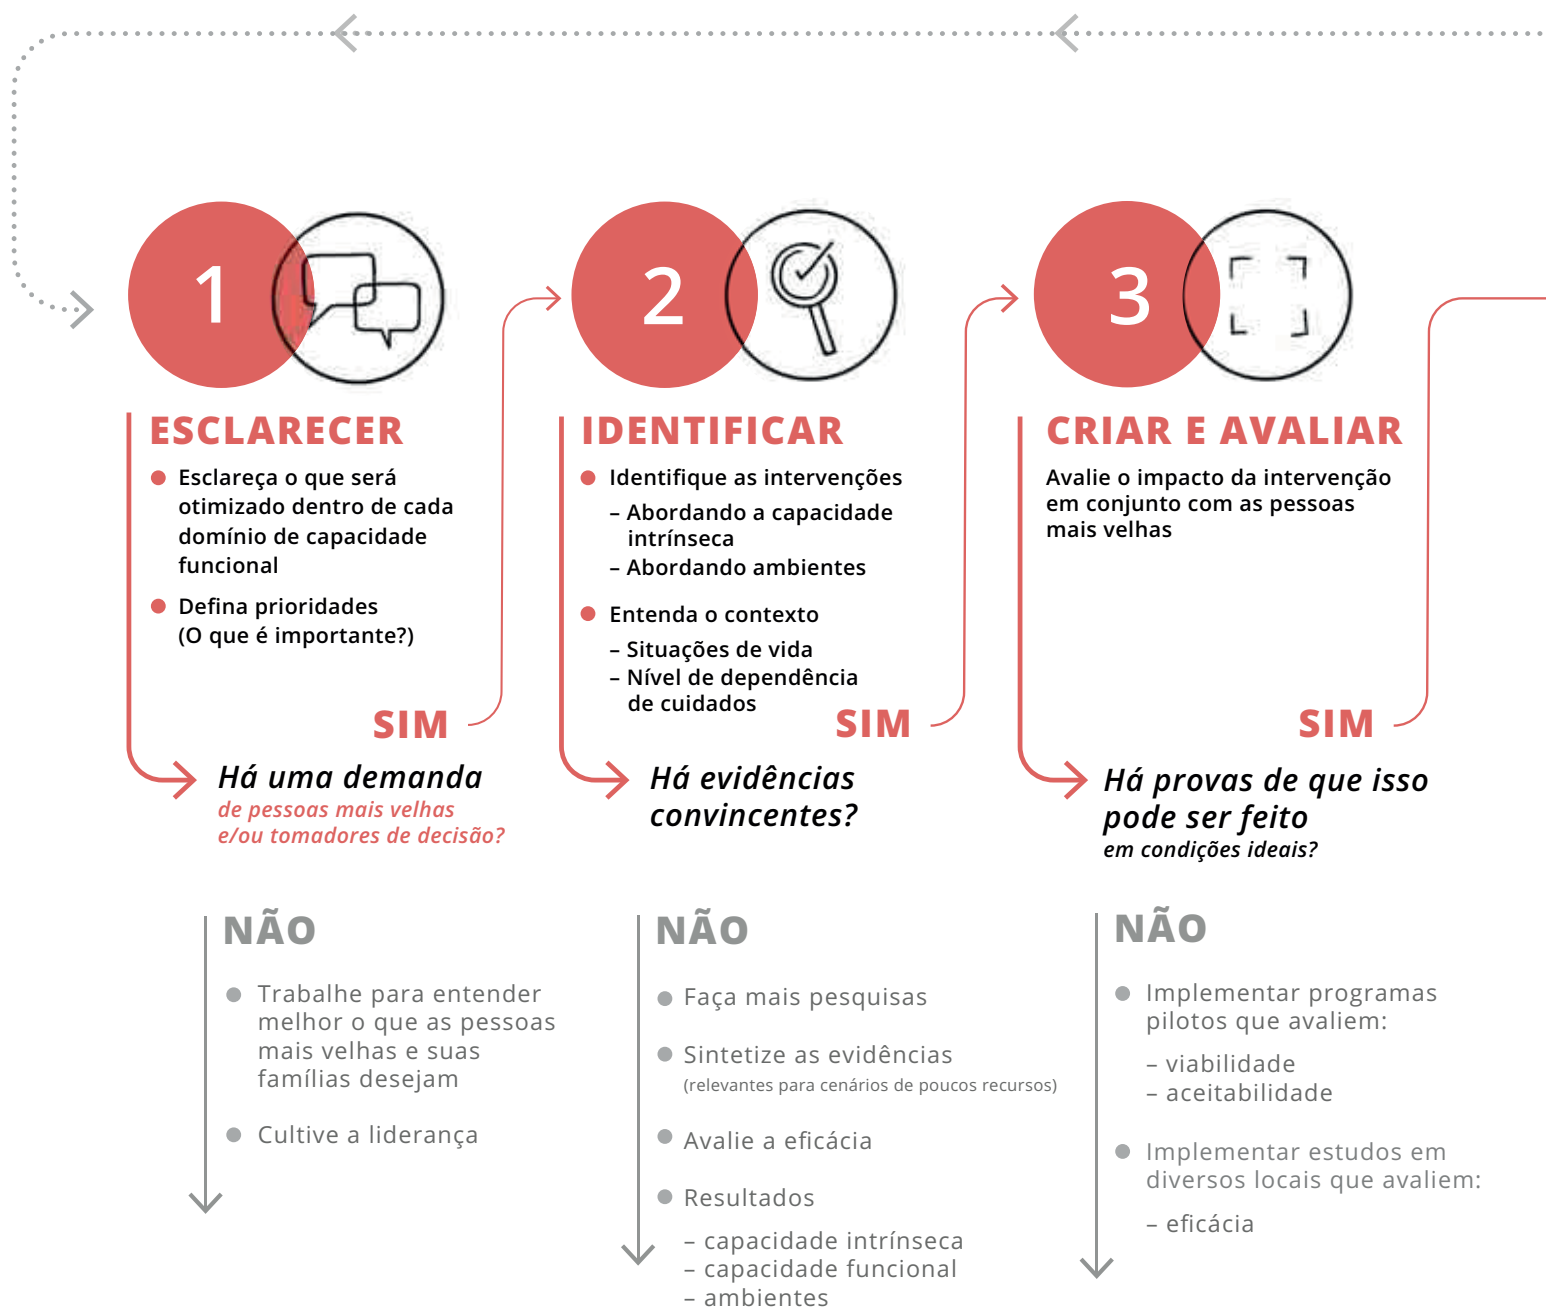 1
ESCLARECER
● Esclareça o que será
otimizado dentro de cada
domínio de capacidade
funcional
● Defina prioridades
(O que é importante?)
SIM
Há uma demanda
de pessoas mais velhas
e/ou tomadores de decisão?
NÃO
● Trabalhe para entender
melhor o que as pessoas
mais velhas e suas
famílias desejam
● Cultive a liderança
2
IDENTIFICAR
● Identifique as intervenções
– Abordando a capacidade
intrínseca
– Abordando ambientes
● Entenda o contexto
– Situações de vida
– Nível de dependência
de cuidados
SIM
Há evidências
convincentes?
NÃO
● Faça mais pesquisas
● Sintetize as evidências
(relevantes para cenários de poucos recursos)
● Avalie a eficácia
● Resultados
– capacidade intrínseca
– capacidade funcional
– ambientes
3
CRIAR E AVALIAR
Avalie o impacto da intervenção
em conjunto com as pessoas
mais velhas
SIM
Há provas de que isso
pode ser feito
em condições ideais?
NÃO
● Implementar programas
pilotos que avaliem:
– viabilidade
– aceitabilidade
● Implementar estudos em
diversos locais que avaliem:
– eficácia